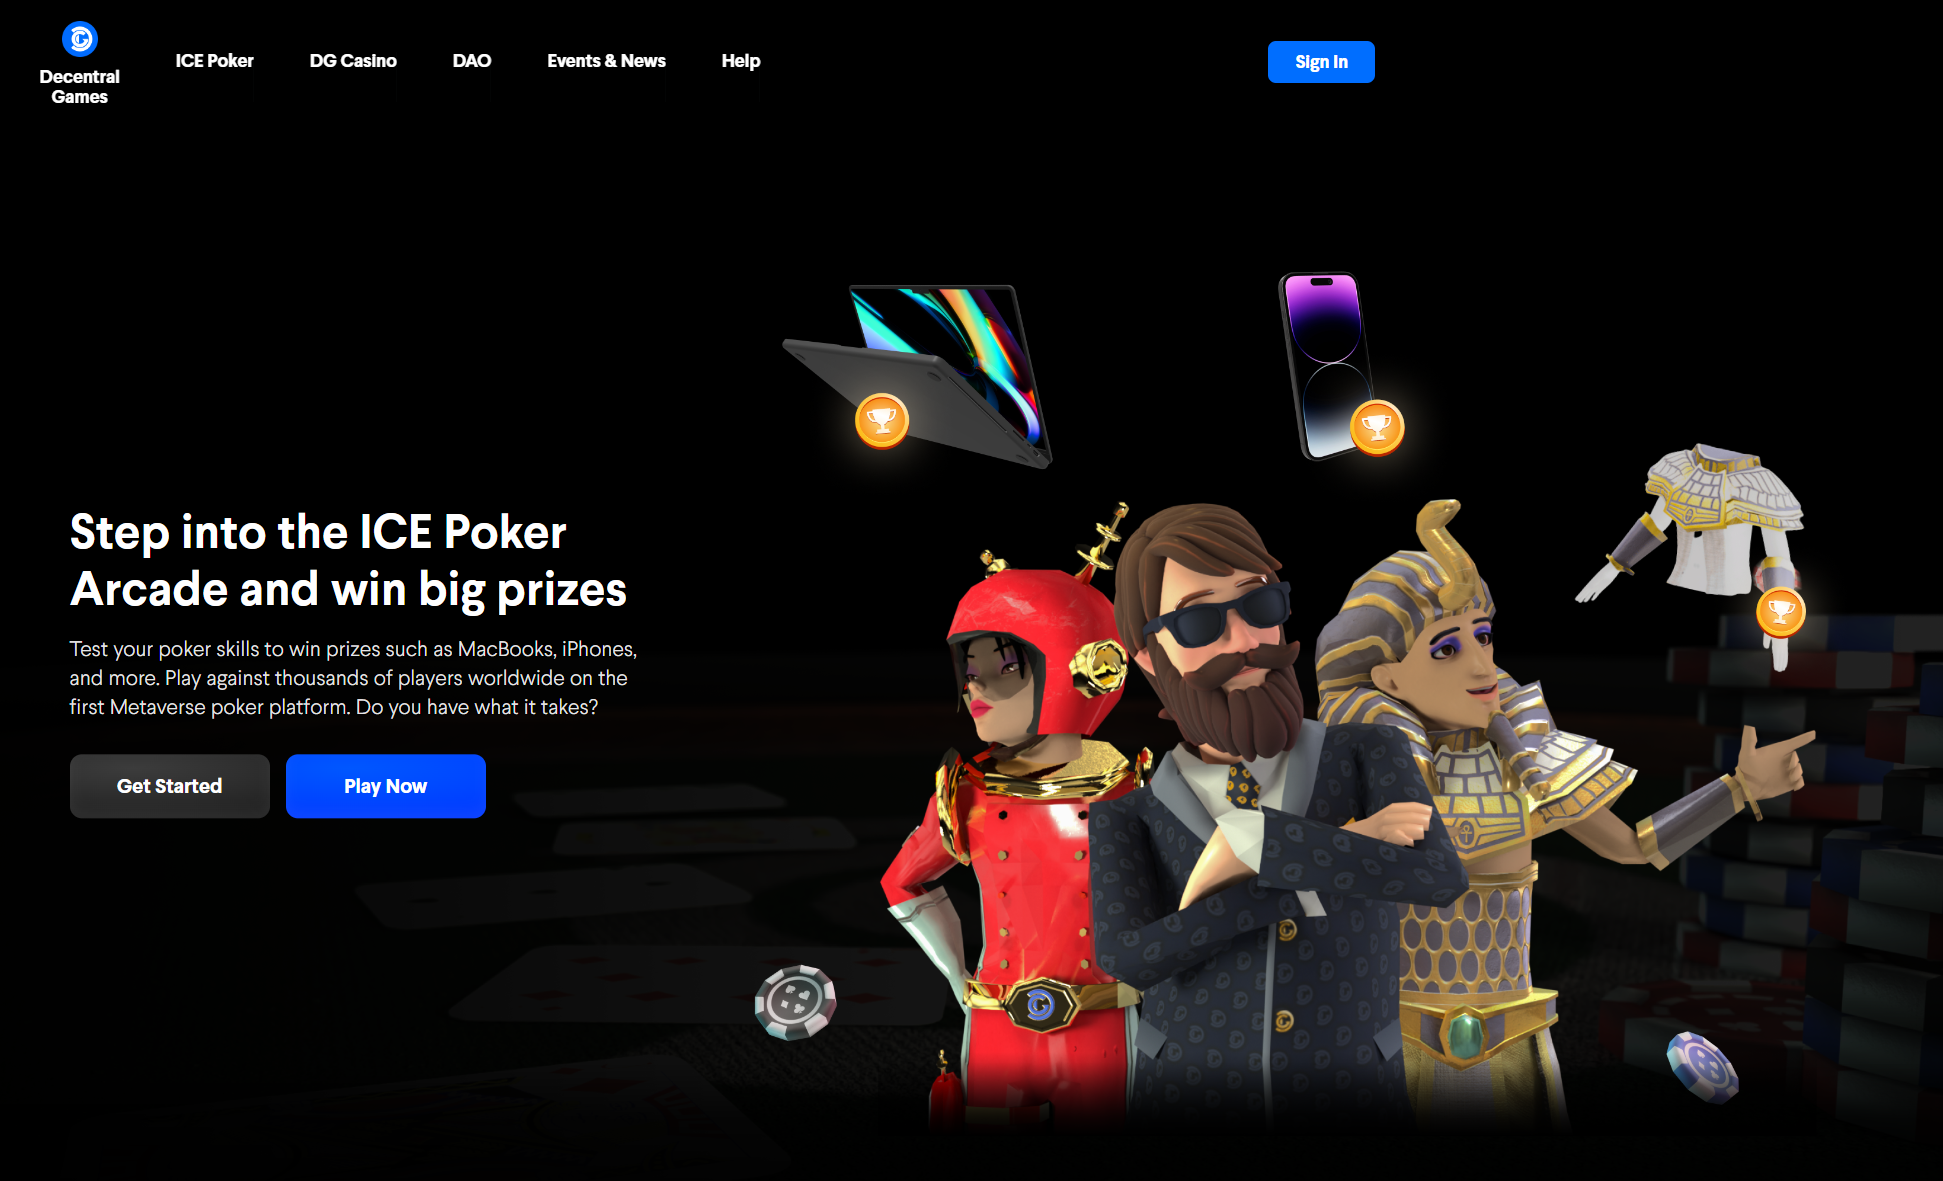 Decentral
Games
ICE Poker
DG Casino
DAO
Events & News
Help
Sign In
Step into the ICE Poker
Arcade and win big prizes
Test your poker skills to win prizes such as MacBooks, iPhones,
and more. Play against thousands of players worldwide on the
first Metaverse poker platform. Do you have what it takes?
Get Started
Play Now